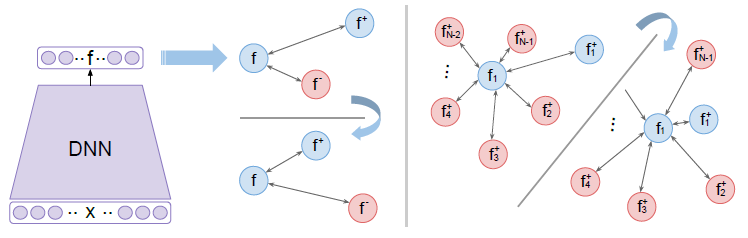 ·· f ··
DNN
·· x ··
f f⁺
f⁻
f f⁺
f⁻
f⁺N-2 f⁺N-1 f⁺1
⋮ f1
f⁺4 f⁺2
f⁺3
f⁺N-1
⋮ f1 f⁺1
f⁺4 f⁺2
f⁺3